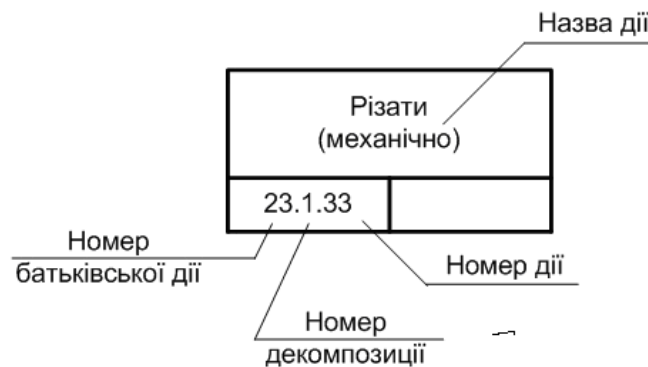 Назва дії
Різати
(механічно)
23.1.33
Номер
батьківської дії
Номер дії
Номер
декомпозиції